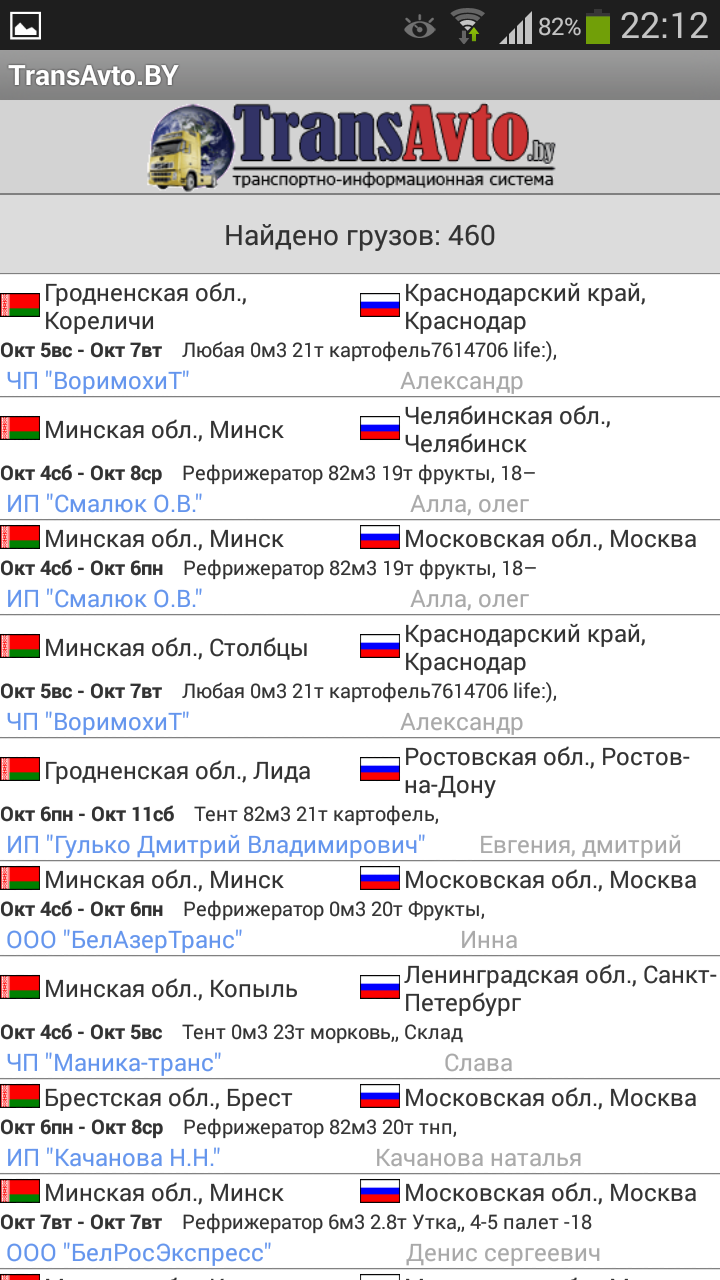 82% 22:12
TransAvto.BY
TransAvto.by
транспортно-информационная система
Найдено грузов: 460
Гродненская обл., Кореличи
Краснодарский край, Краснодар
Окт 5вс - Окт 7вт Любая 0м3 21т картофель7614706 life:),
ЧП "ВоримохиТ" Александр
Минская обл., Минск
Челябинская обл., Челябинск
Окт 4сб - Окт 8ср Рефрижератор 82м3 19т фрукты, 18–
ИП "Смалюк О.В." Алла, олег
Минская обл., Минск Московская обл., Москва
Окт 4сб - Окт 6пн Рефрижератор 82м3 19т фрукты, 18–
ИП "Смалюк О.В." Алла, олег
Минская обл., Столбцы
Краснодарский край, Краснодар
Окт 5вс - Окт 7вт Любая 0м3 21т картофель7614706 life:),
ЧП "ВоримохиТ" Александр
Гродненская обл., Лида
Ростовская обл., Ростов-на-Дону
Окт 6пн - Окт 11сб Тент 82м3 21т картофель,
ИП "Гулько Дмитрий Владимирович" Евгения, дмитрий
Минская обл., Минск Московская обл., Москва
Окт 4сб - Окт 6пн Рефрижератор 0м3 20т Фрукты,
ООО "БелАзерТранс" Инна
Минская обл., Копыль
Ленинградская обл., Санкт-Петербург
Окт 4сб - Окт 5вс Тент 0м3 23т морковь,, Склад
ЧП "Маника-транс" Слава
Брестская обл., Брест Московская обл., Москва
Окт 6пн - Окт 8ср Рефрижератор 82м3 20т тнп,
ИП "Качанова Н.Н." Качанова наталья
Минская обл., Минск Московская обл., Москва
Окт 7вт - Окт 7вт Рефрижератор 6м3 2.8т Утка,, 4-5 палет -18
ООО "БелРосЭкспресс" Денис сергеевич